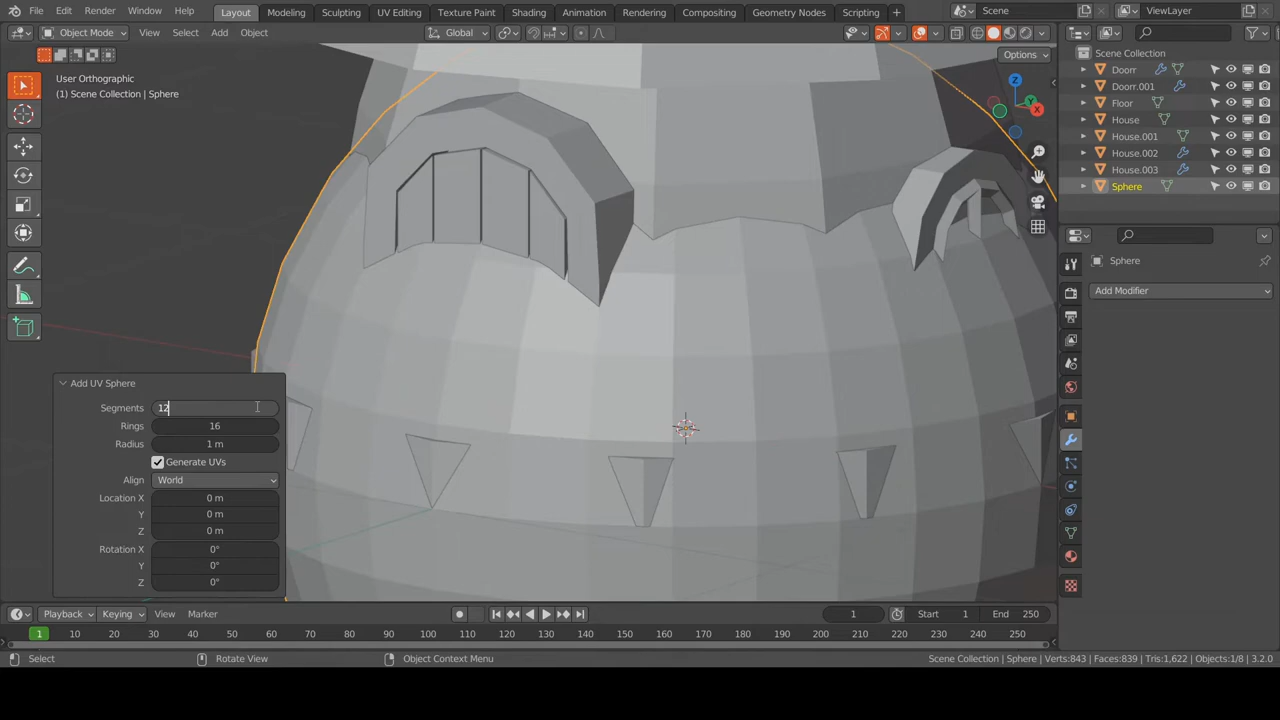 File Edit Render Window Help Layout Modeling Sculpting UV Editing Texture Paint Shading Animation Rendering Compositing Geometry Nodes Scripting + Scene ViewLayer
Object Mode View Select Add Object Global
Options
User Orthographic
(1) Scene Collection | Sphere
Z
Y
X
Scene Collection
Doorr
Doorr.001
Floor
House
House.001
House.002
House.003
Sphere
Sphere
Add Modifier
Add UV Sphere
Segments 12
Rings 16
Radius 1 m
Generate UVs
Align World
Location X 0 m
Y 0 m
Z 0 m
Rotation X 0°
Y 0°
Z 0°
Playback Keying View Marker 1 Start 1 End 250
1 10 20 30 40 50 60 70 80 90 100 110 120 130 140 150 160 170 180 190 200 210 220 230 240 250
Select Rotate View Object Context Menu Scene Collection | Sphere | Verts:843 | Faces:839 | Tris:1,622 | Objects:1/8 | 3.2.0